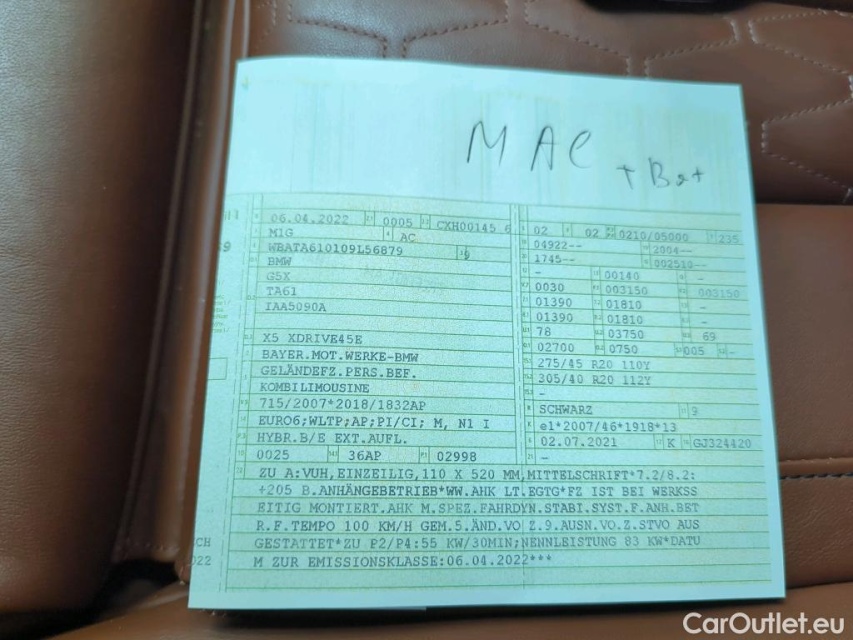 MAC
+ Bat
06.04.2022 0005 CXH00145 6
M1G AC
WBATA610109L56879 9
BMW
G5X
TA61
IAA5090A
X5 XDRIVE45E
BAYER.MOT.WERKE-BMW
GELÄNDEFZ.PERS.BEF.
KOMBILIMOUSINE
715/2007*2018/1832AP
EURO6;WLTP;AP;PI/CI; M, N1 I
HYBR.B/E EXT.AUFL.
0025 36AP 02998
02 02 0210/05000 235
04922-- 2004--
1745-- 002510--
- 00140 -
0030 003150 003150
01390 01810 -
01390 01810 -
78 03750 69
02700 0750 005 -
275/45 R20 110Y
305/40 R20 112Y
-
SCHWARZ 9
e1*2007/46*1918*13
02.07.2021 K GJ324420
-
ZU A:VUH,EINZEILIG,110 X 520 MM,MITTELSCHRIFT*7.2/8.2:
+205 B.ANHÄNGEBETRIEB*WW.AHK LT.EGTG*FZ IST BEI WERKSS
EITIG MONTIERT.AHK M.SPEZ.FAHRDYN.STABI.SYST.F.ANH.BET
R.F.TEMPO 100 KM/H GEM.5.ÄND.VO Z.9.AUSN.VO.Z.STVO AUS
GESTATTET*ZU P2/P4:55 KW/30MIN;NENNLEISTUNG 83 KW*DATU
M ZUR EMISSIONSKLASSE:06.04.2022***
CH
022
CarOutlet.eu